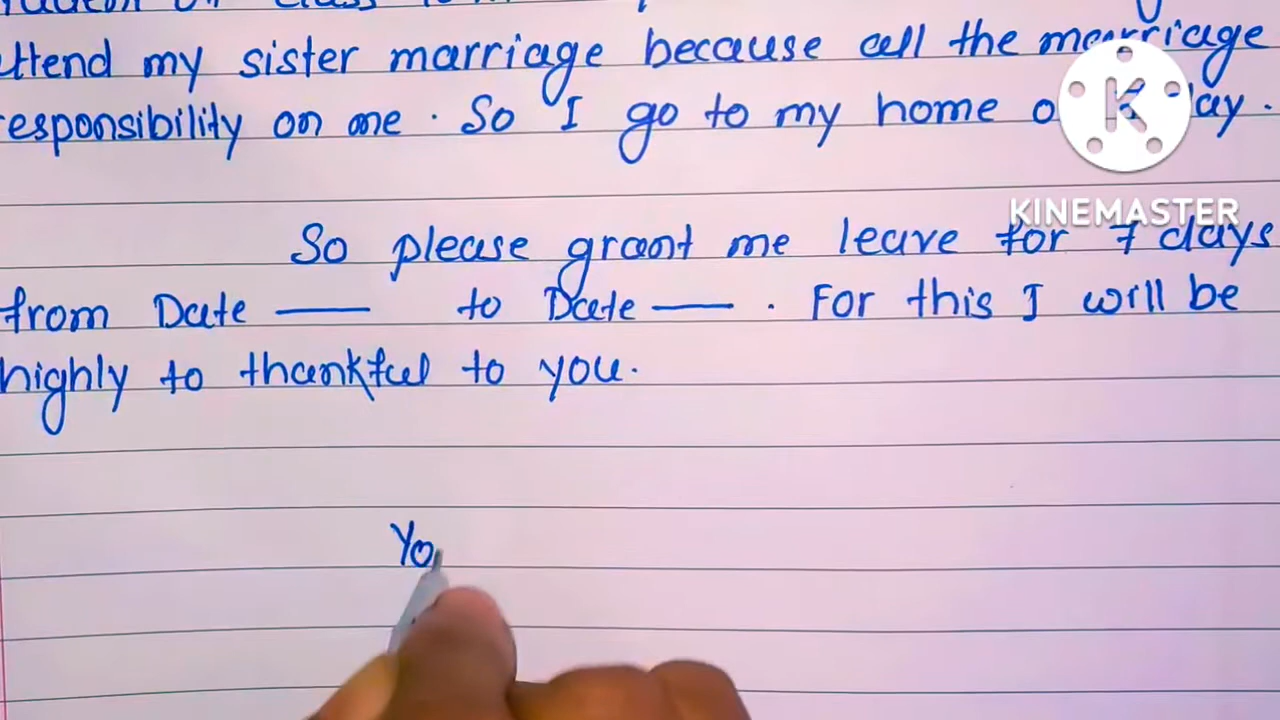 class
attend my sister marriage because all the marriage
responsibility on me. So I go to my home day.
KINEMASTER
So please grant me leave for 7 days
from Date — to Date — . For this I will be
highly to thankful to you.
Yo